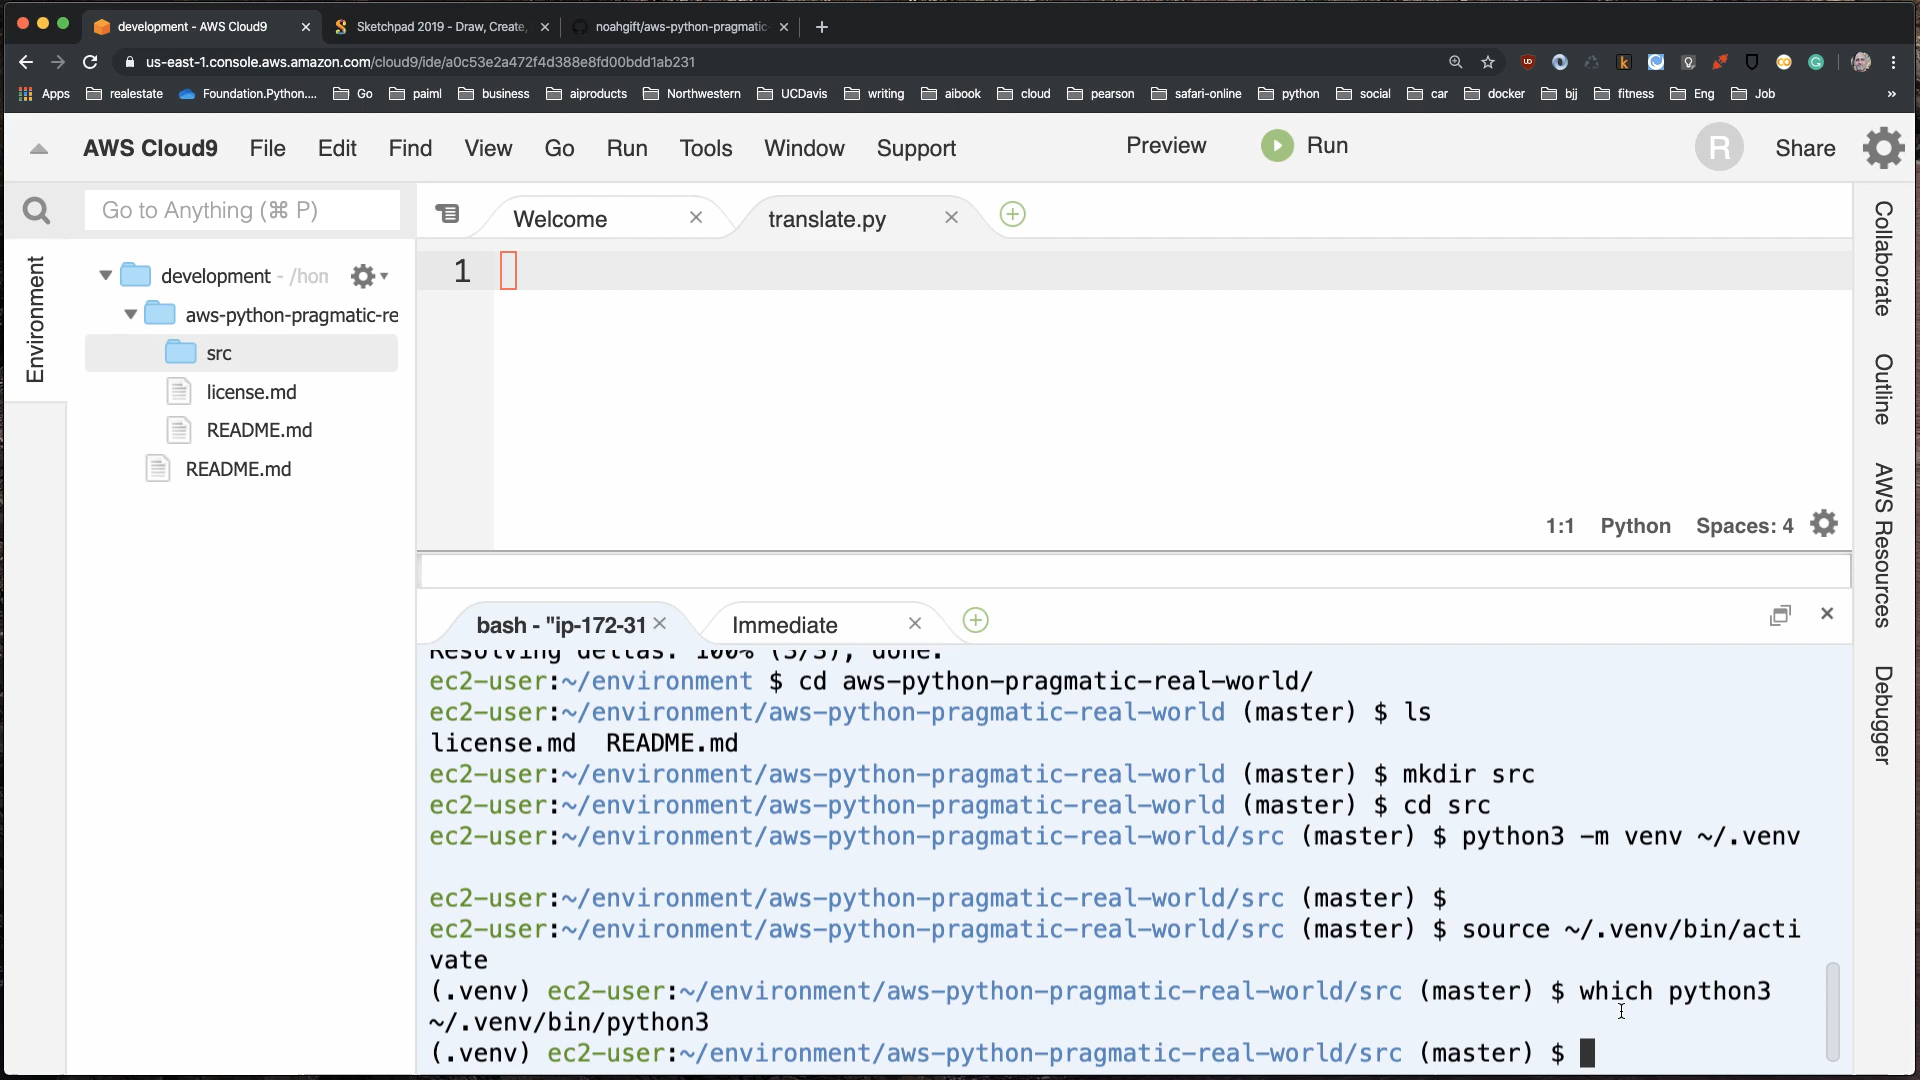 development - AWS Cloud9
Sketchpad 2019 - Draw, Create,
noahgift/aws-python-pragmatic-
us-east-1.console.aws.amazon.com/cloud9/ide/a0c53e2a472f4d388e8fd00bdd1ab231
Apps realestate Foundation.Python.... Go paiml business aiproducts Northwestern UCDavis writing aibook cloud pearson safari-online python social car docker bjj fitness Eng Job »
AWS Cloud9 File Edit Find View Go Run Tools Window Support Preview Run R Share
Go to Anything (⌘ P)
Welcome
translate.py
Environment
development - /hon
aws-python-pragmatic-re
src
license.md
README.md
README.md
1
1:1 Python Spaces: 4
Collaborate
Outline
AWS Resources
Debugger
bash - "ip-172-31
Immediate
Resolving deltas: 100% (3/3), done.
ec2-user:~/environment $ cd aws-python-pragmatic-real-world/
ec2-user:~/environment/aws-python-pragmatic-real-world (master) $ ls
license.md README.md
ec2-user:~/environment/aws-python-pragmatic-real-world (master) $ mkdir src
ec2-user:~/environment/aws-python-pragmatic-real-world (master) $ cd src
ec2-user:~/environment/aws-python-pragmatic-real-world/src (master) $ python3 -m venv ~/.venv
ec2-user:~/environment/aws-python-pragmatic-real-world/src (master) $
ec2-user:~/environment/aws-python-pragmatic-real-world/src (master) $ source ~/.venv/bin/acti
vate
(.venv) ec2-user:~/environment/aws-python-pragmatic-real-world/src (master) $ which python3
~/.venv/bin/python3
(.venv) ec2-user:~/environment/aws-python-pragmatic-real-world/src (master) $